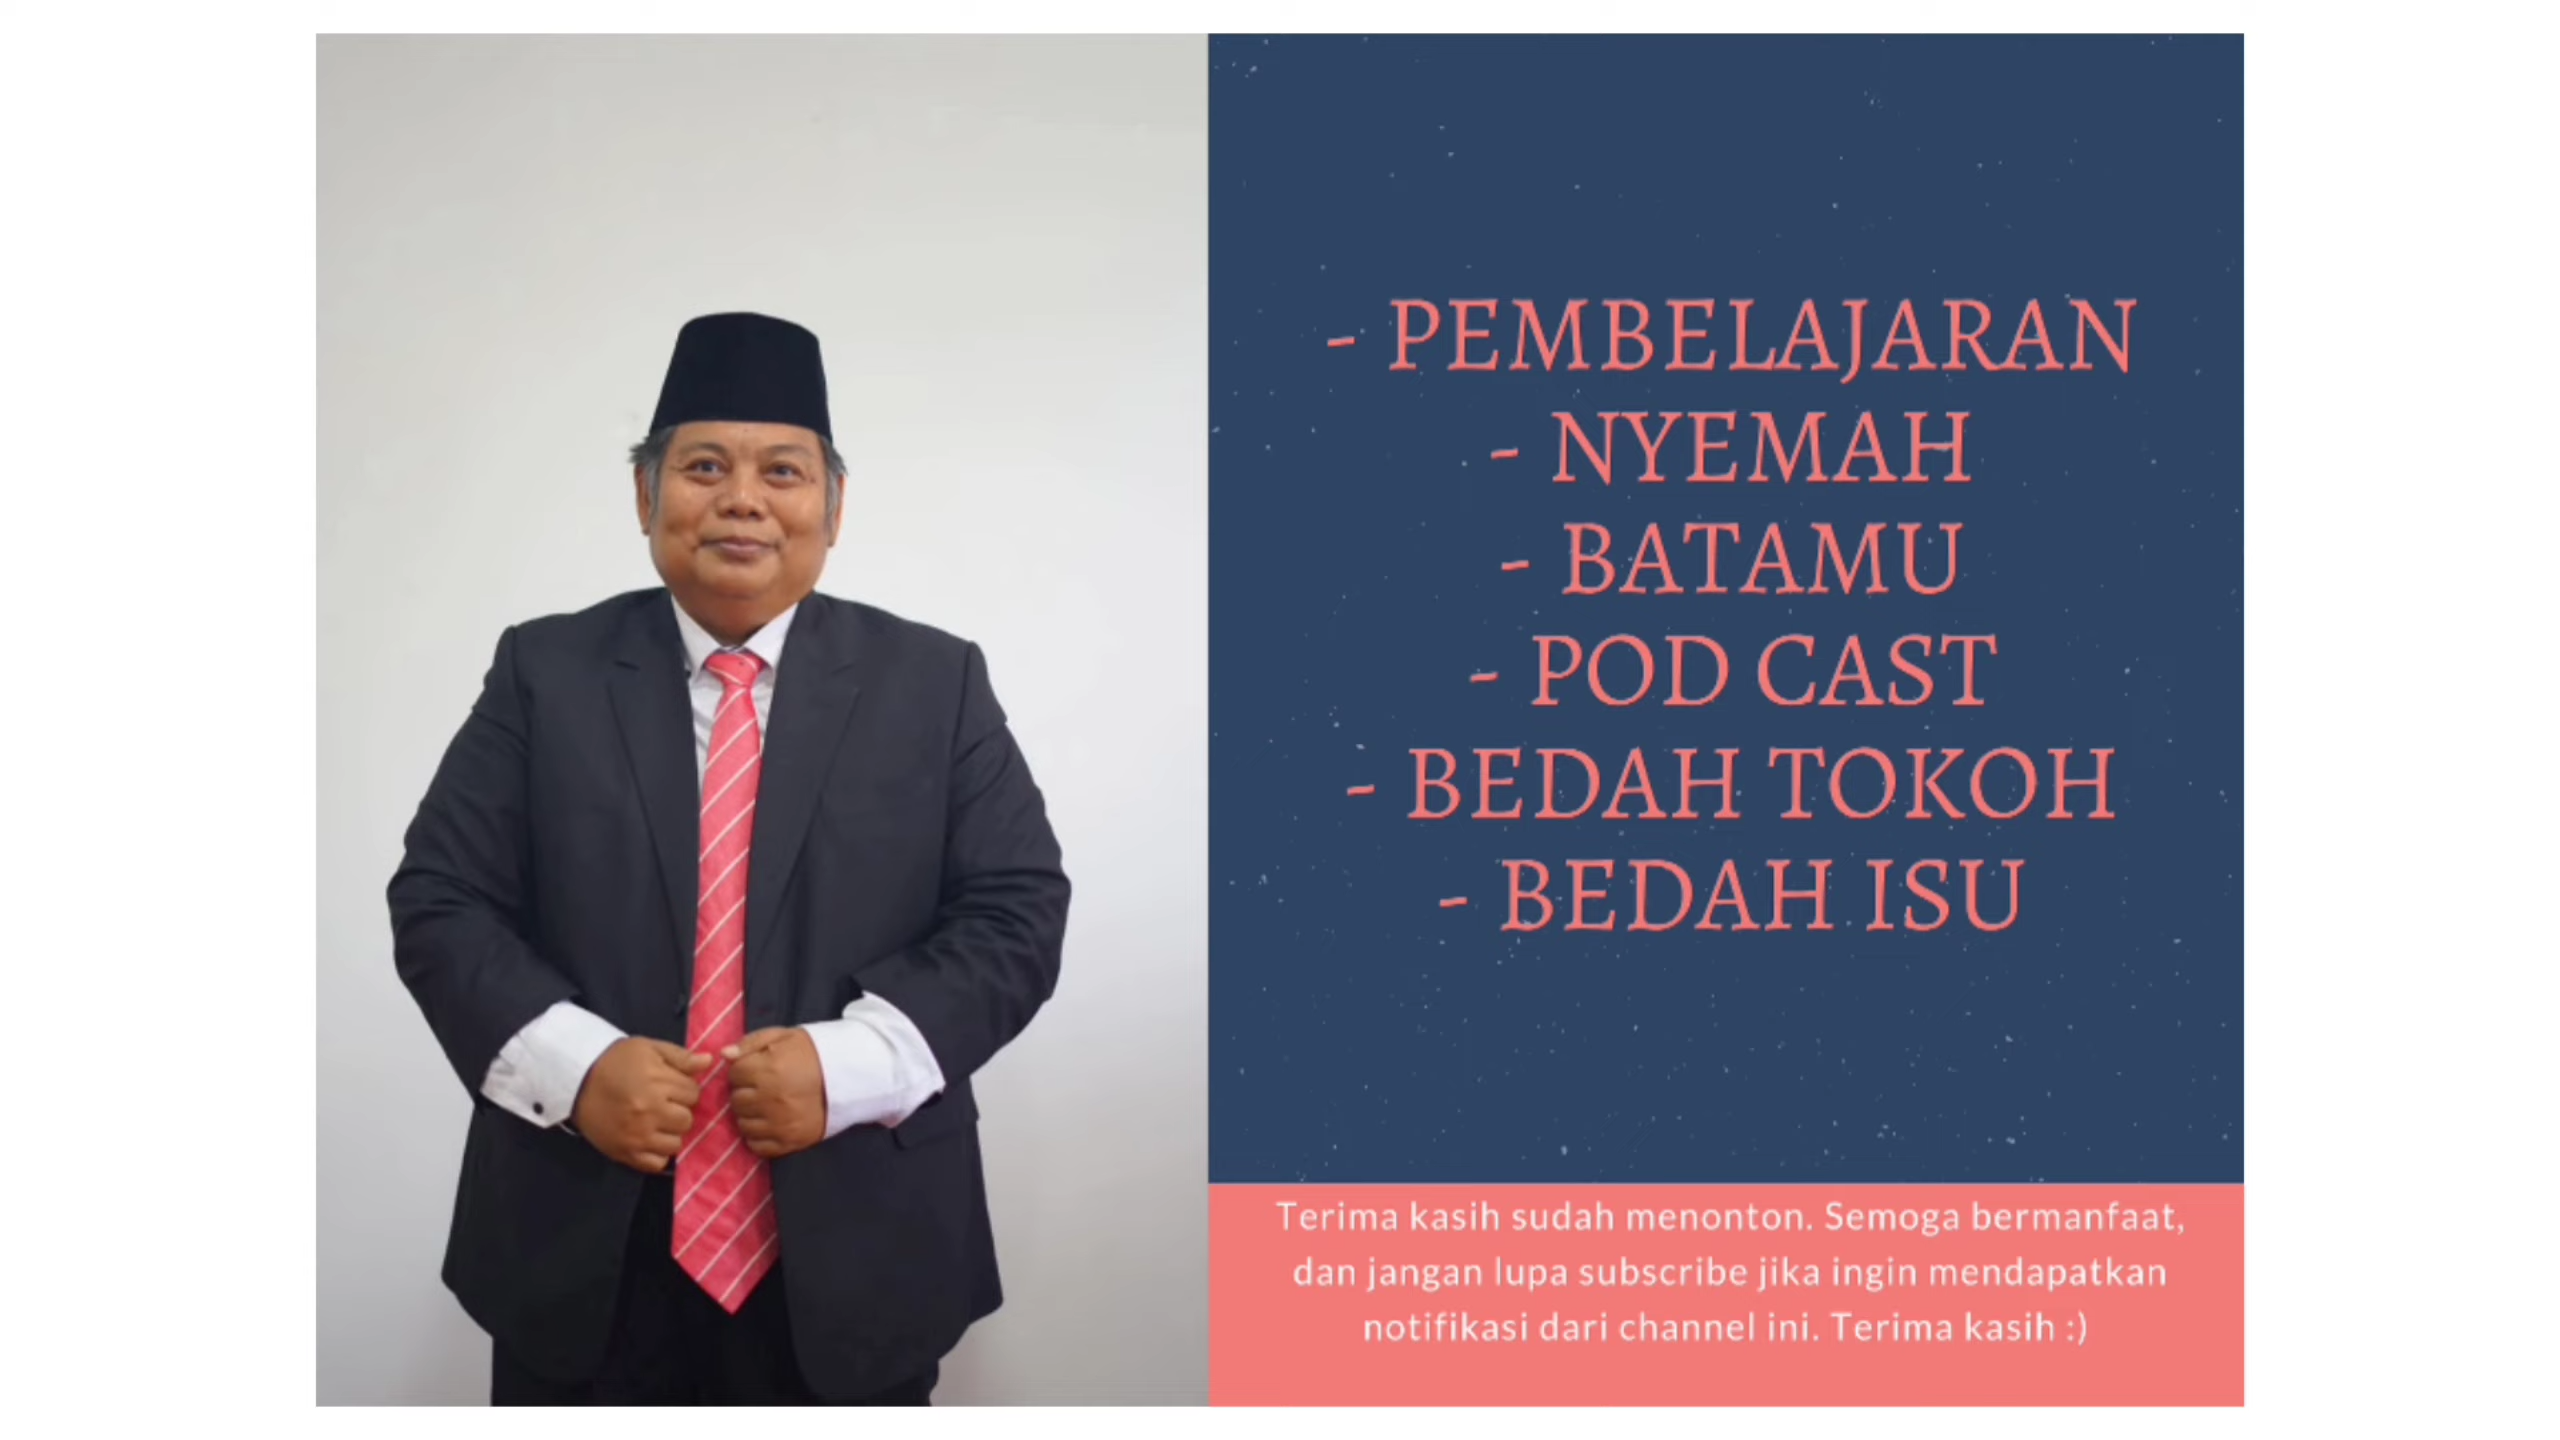 - PEMBELAJARAN
- NYEMAH
- BATAMU
- POD CAST
- BEDAH TOKOH
- BEDAH ISU
Terima kasih sudah menonton. Semoga bermanfaat,
dan jangan lupa subscribe jika ingin mendapatkan
notifikasi dari channel ini. Terima kasih :)